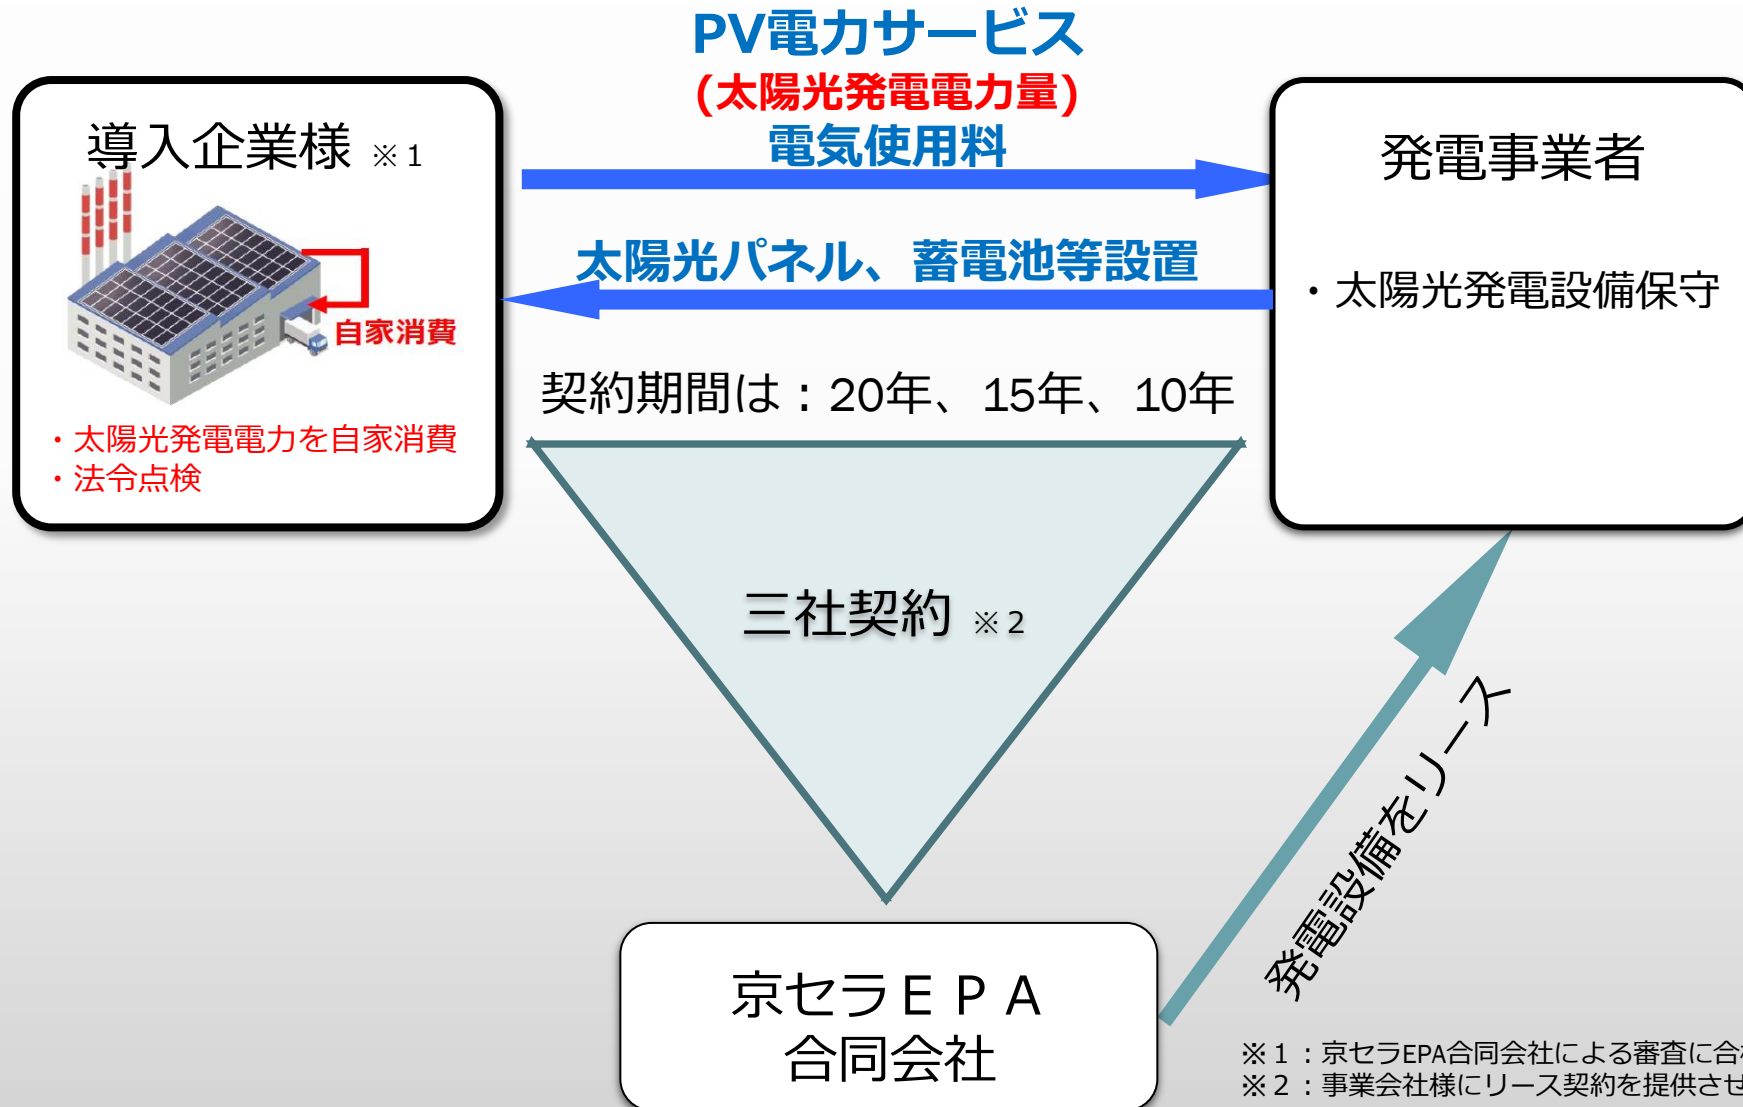 PV電力サービス
(太陽光発電電力量)
電気使用料
導入企業様 ※1
自家消費
・太陽光発電電力を自家消費
・法令点検
太陽光パネル、蓄電池等設置
契約期間は：20年、15年、10年
発電事業者
・太陽光発電設備保守
三社契約 ※2
発電設備をリース
京セラＥＰＡ
合同会社
※１：京セラEPA合同会社による審査に合
※２：事業会社様にリース契約を提供させ